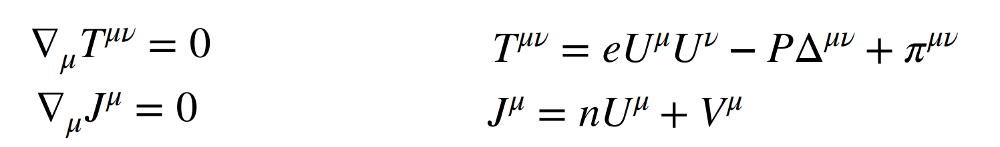 ∇_μ T^{μν} = 0
∇_μ J^μ = 0
T^{μν} = eU^μ U^ν − PΔ^{μν} + π^{μν}
J^μ = nU^μ + V^μ